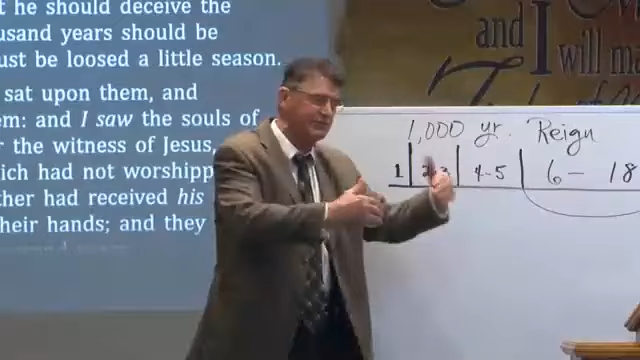 t he should deceive the
usand years should be
ust be loosed a little season.
sat upon them, and
em: and I saw the souls of
r the witness of Jesus,
ich had not worshipp
ther had received his
heir hands; and they
and I will ma
1,000 yr. Reign
1 4-5 6 - 18